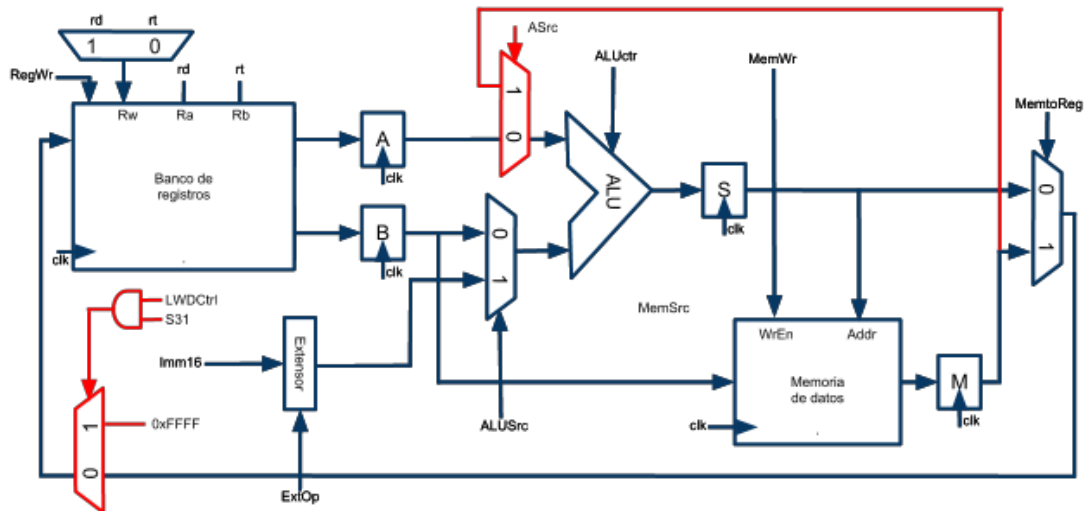 rd rt
1 0
RegWr
rd rt
Rw Ra Rb
Banco de
registros
clk
A
clk
B
clk
ASrc
1
0
ALUctr
ALU
0
1
ALUSrc
S
clk
MemWr
MemtoReg
0
1
MemSrc
WrEn Addr
Memoria
de datos
clk
M
clk
LWDCtrl
S31
1
0
0xFFFF
Imm16
Extensor
ExtOp